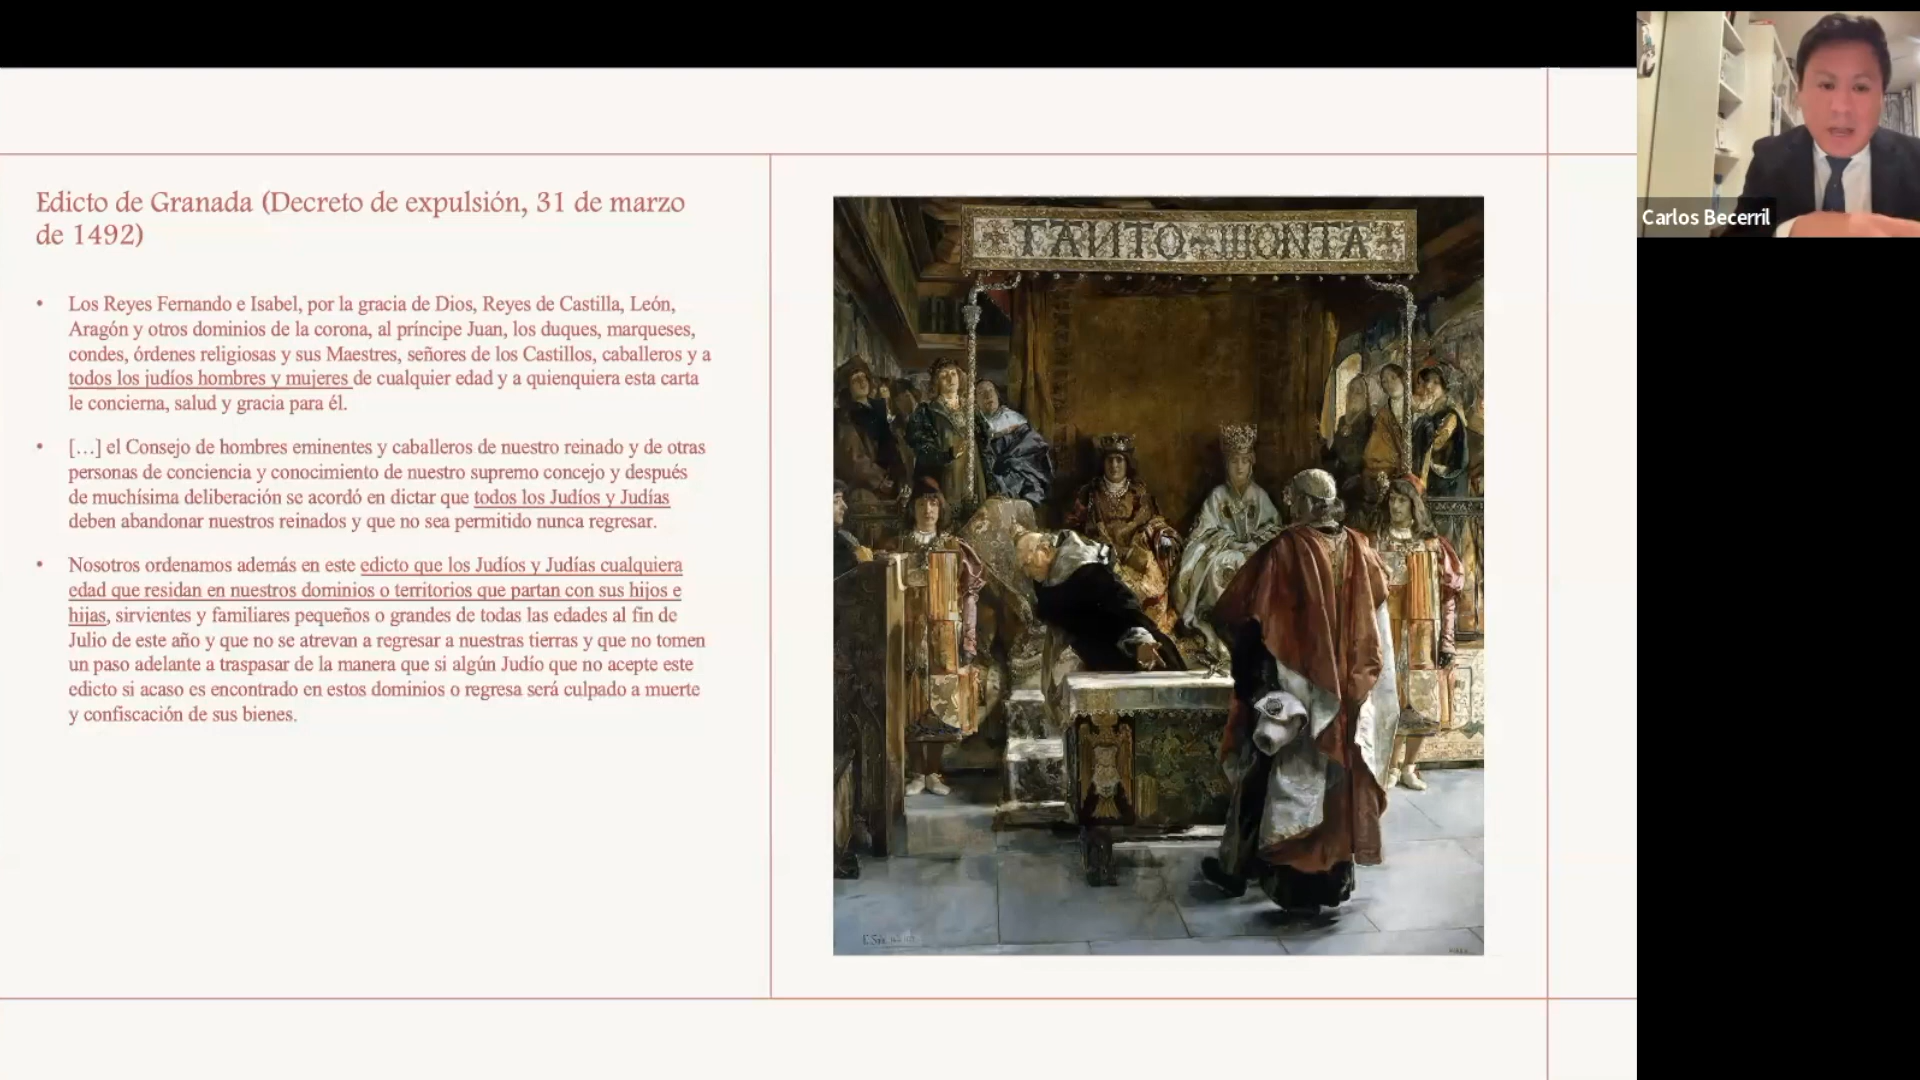 Edicto de Granada (Decreto de expulsión, 31 de marzo
de 1492)
• Los Reyes Fernando e Isabel, por la gracia de Dios, Reyes de Castilla, León,
Aragón y otros dominios de la corona, al príncipe Juan, los duques, marqueses,
condes, órdenes religiosas y sus Maestres, señores de los Castillos, caballeros y a
todos los judíos hombres y mujeres de cualquier edad y a quienquiera esta carta
le concierna, salud y gracia para él.
• […] el Consejo de hombres eminentes y caballeros de nuestro reinado y de otras
personas de conciencia y conocimiento de nuestro supremo concejo y después
de muchísima deliberación se acordó en dictar que todos los Judíos y Judías
deben abandonar nuestros reinados y que no sea permitido nunca regresar.
• Nosotros ordenamos además en este edicto que los Judíos y Judías cualquiera
edad que residan en nuestros dominios o territorios que partan con sus hijos e
hijas, sirvientes y familiares pequeños o grandes de todas las edades al fin de
Julio de este año y que no se atrevan a regresar a nuestras tierras y que no tomen
un paso adelante a traspasar de la manera que si algún Judío que no acepte este
edicto si acaso es encontrado en estos dominios o regresa será culpado a muerte
y confiscación de sus bienes.
TANTO MONTA
Carlos Becerril